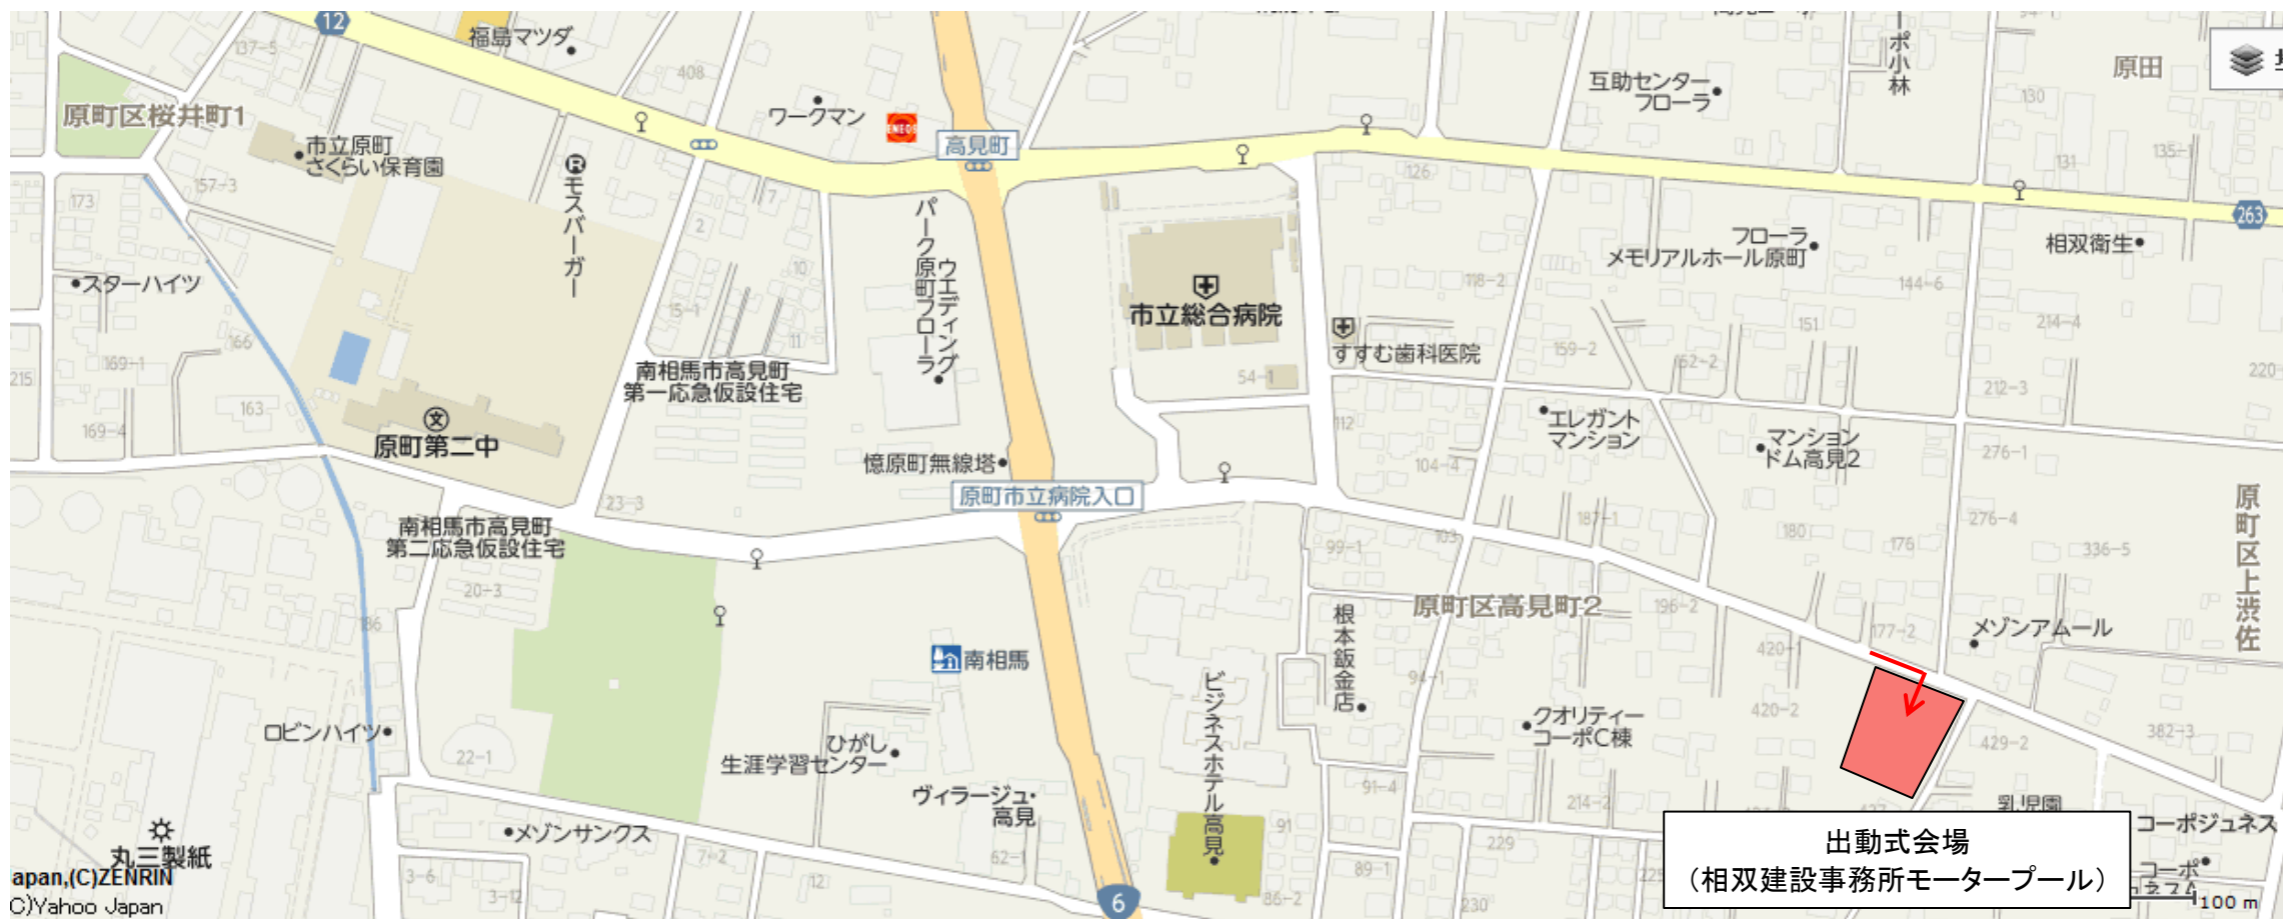 12
137-5
福島マツダ
408
原町区桜井町1
市立原町
さくらい保育園
157-3
173
モスバーガー
ワークマン
ENEOS
高見町
互助センター
フローラ
ポ小林
原田
130
131
135-1
126
263
2
7
10
15-1
11
パーク原町フローラ
ウエディング
市立総合病院
すすむ歯科医院
54-1
118-2
フローラ
メモリアルホール原町
相双衛生
144-6
151
214-4
159-2
162-2
212-3
220
スターハイツ
166
169-1
215
163
169-4
原町第二中
南相馬市高見町
第一応急仮設住宅
憶原町無線塔
原町市立病院入口
112
104-4
エレガント
マンション
マンション
ドム高見2
276-1
276-4
原町区上渋佐
23-3
南相馬市高見町
第二応急仮設住宅
20-3
186
99-1
103
187-1
180
176
336-5
原町区高見町2
196-2
177-2
420-1
メゾンアムール
南相馬
根本鈑金店
94-1
ビジネスホテル高見
クオリティー
コーポC棟
420-2
429-2
382-3
ロビンハイツ
22-1
ひがし
生涯学習センター
ヴィラージュ・
高見
91-4
214-2
乳児園
メゾンサンクス
7-2
62-1
91
89-1
229
86-2
230
コーポジュネス
コーポ
丸三製紙
3-6
3-12
12
6
出動式会場
（相双建設事務所モータープール）
apan,(C)ZENRIN
C)Yahoo Japan
100 m